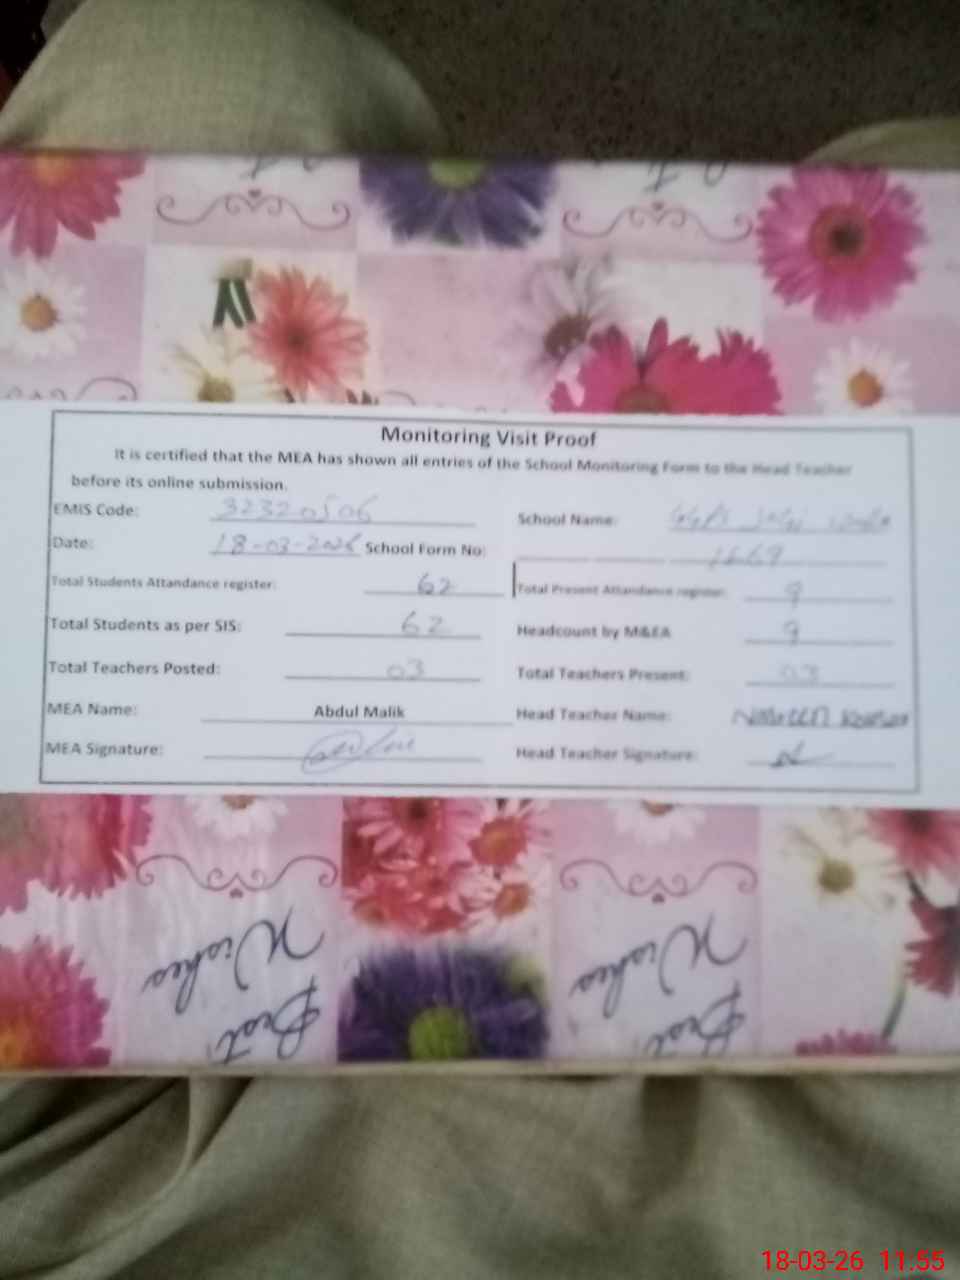 Monitoring Visit Proof
It is certified that the MEA has shown all entries of the School Monitoring Form to the Head Teacher
before its online submission.
EMIS Code: 32320506 School Name:
Date: 18-03-2026 School Form No: 1669
Total Students Attandance register: 62 Total Present Attandance register: 9
Total Students as per SIS: 62 Headcount by M&EA 9
Total Teachers Posted: 03 Total Teachers Present: 03
MEA Name: Abdul Malik Head Teacher Name:
MEA Signature: Head Teacher Signature:
Best Wishes
Best Wishes
18-03-26 11:55